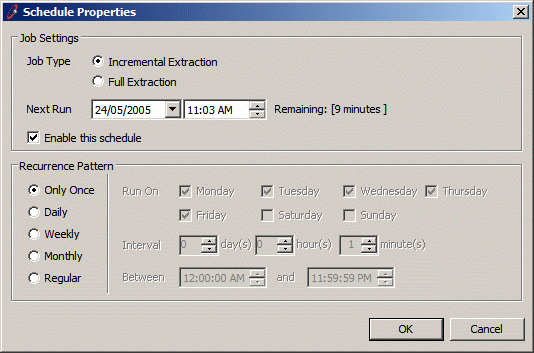 Schedule Properties
Job Settings
Job Type Incremental Extraction
Full Extraction
Next Run 24/05/2005 11:03 AM Remaining: [9 minutes ]
Enable this schedule
Recurrence Pattern
Only Once Run On Monday Tuesday Wednesday Thursday
Daily Friday Saturday Sunday
Weekly Interval 0 day(s) 0 hour(s) 1 minute(s)
Monthly
Regular Between 12:00:00 AM and 11:59:59 PM
OK Cancel